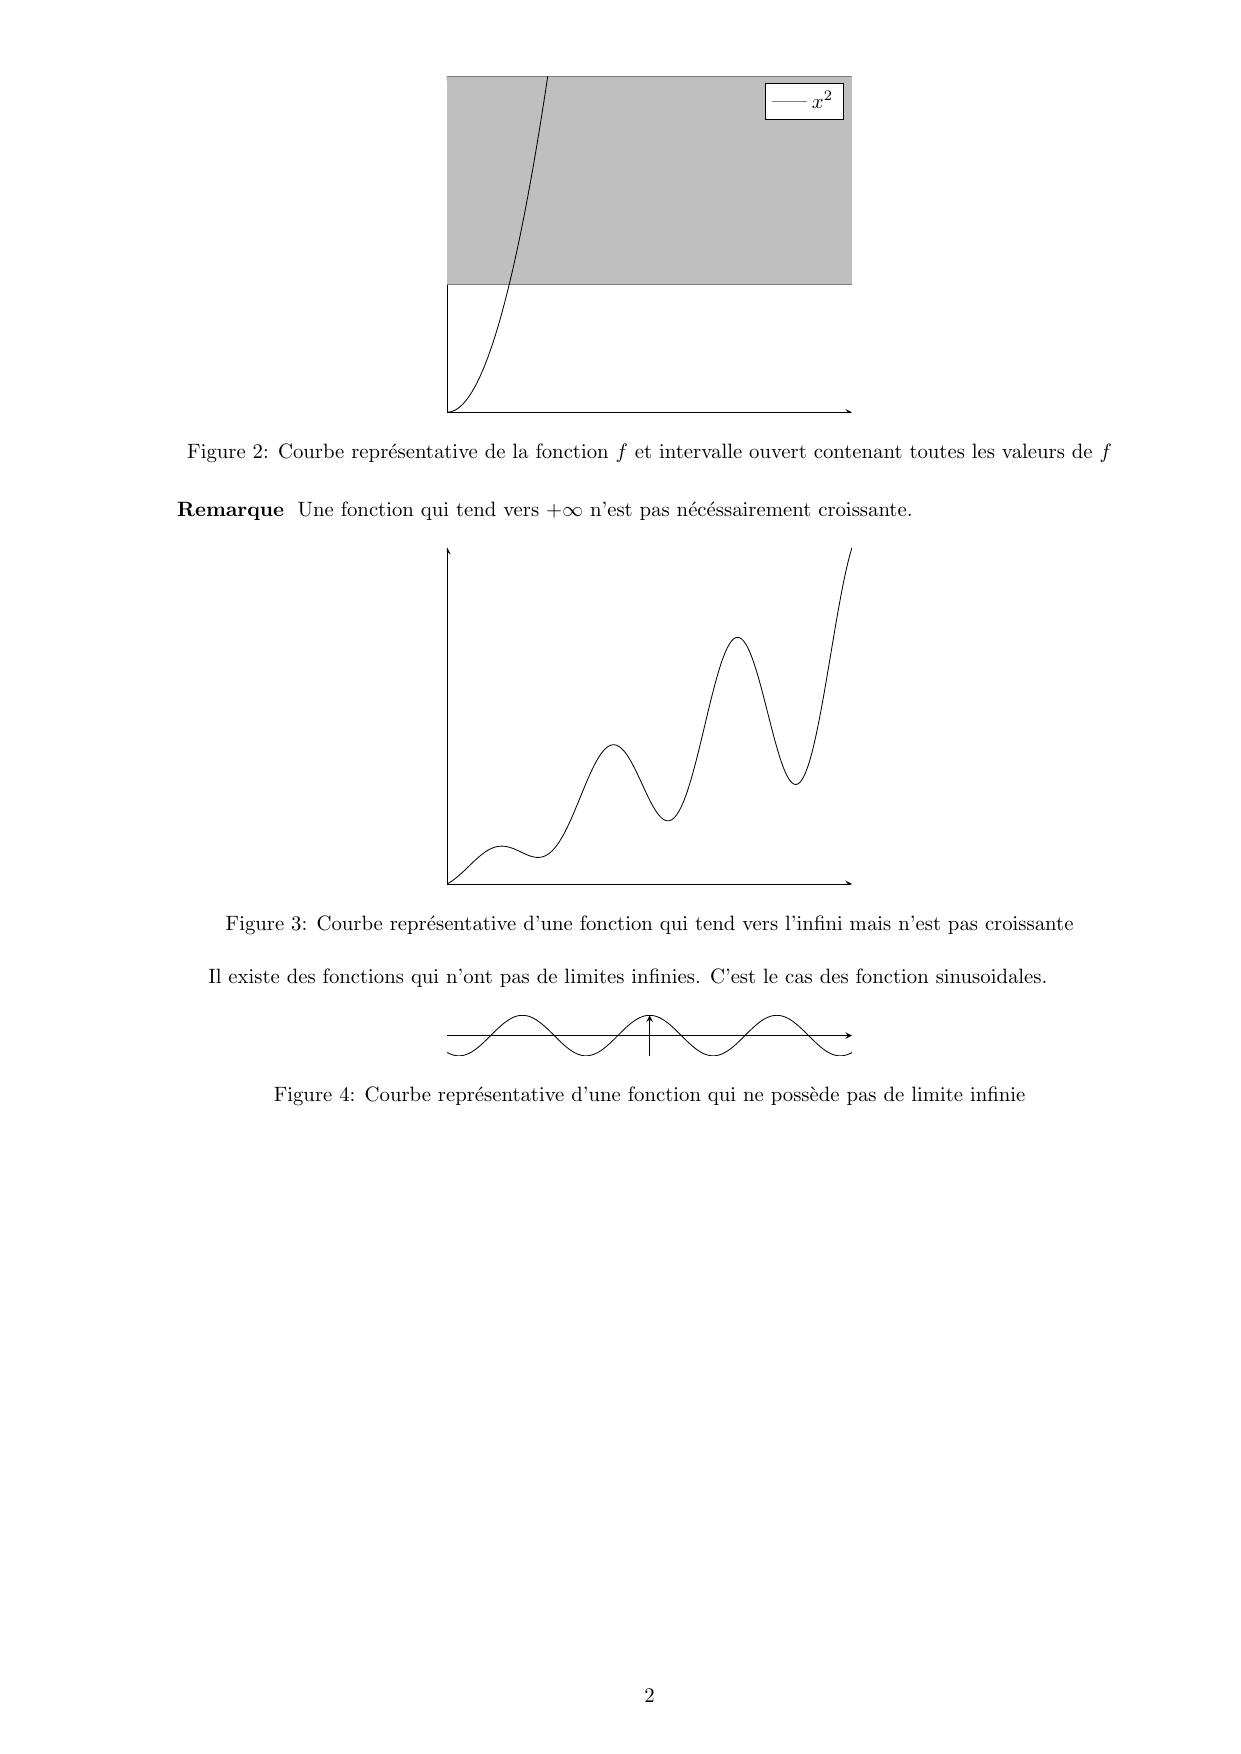 x²
Figure 2: Courbe représentative de la fonction f et intervalle ouvert contenant toutes les valeurs de f
Remarque Une fonction qui tend vers +∞ n'est pas nécéssairement croissante.
Figure 3: Courbe représentative d'une fonction qui tend vers l'infini mais n'est pas croissante
Il existe des fonctions qui n'ont pas de limites infinies. C'est le cas des fonction sinusoidales.
Figure 4: Courbe représentative d'une fonction qui ne possède pas de limite infinie
2